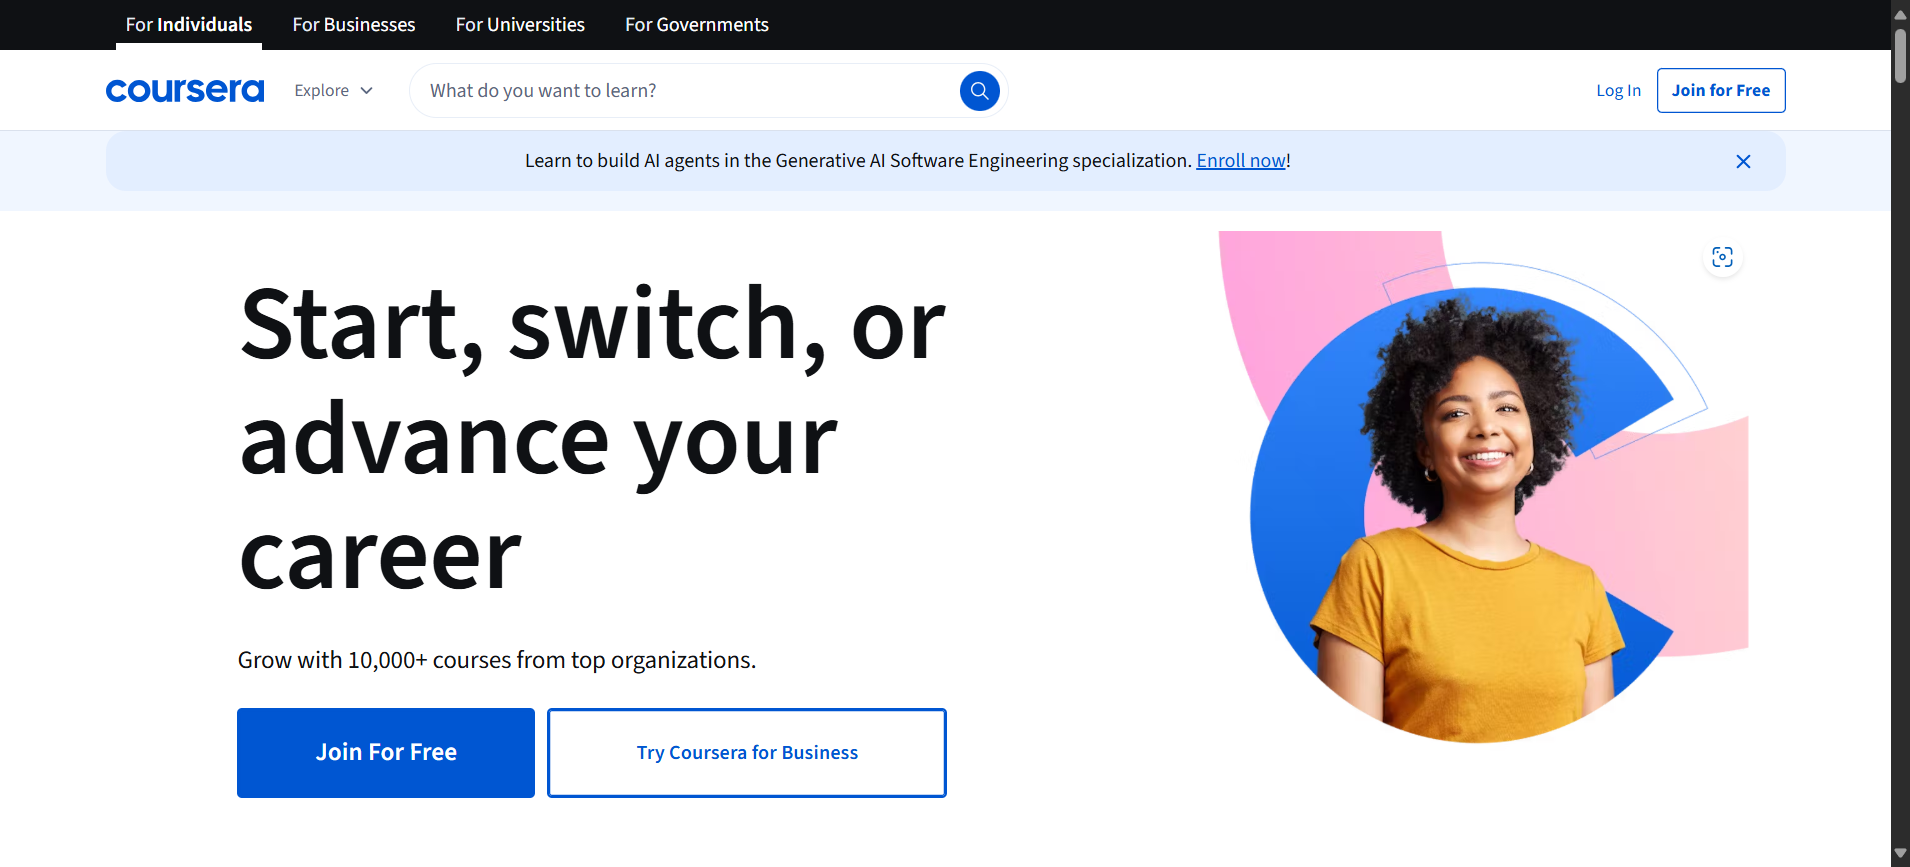 For Individuals
For Businesses
For Universities
For Governments
coursera
Explore
What do you want to learn?
Log In
Join for Free
Learn to build AI agents in the Generative AI Software Engineering specialization. Enroll now!
Start, switch, or
advance your
career
Grow with 10,000+ courses from top organizations.
Join For Free
Try Coursera for Business